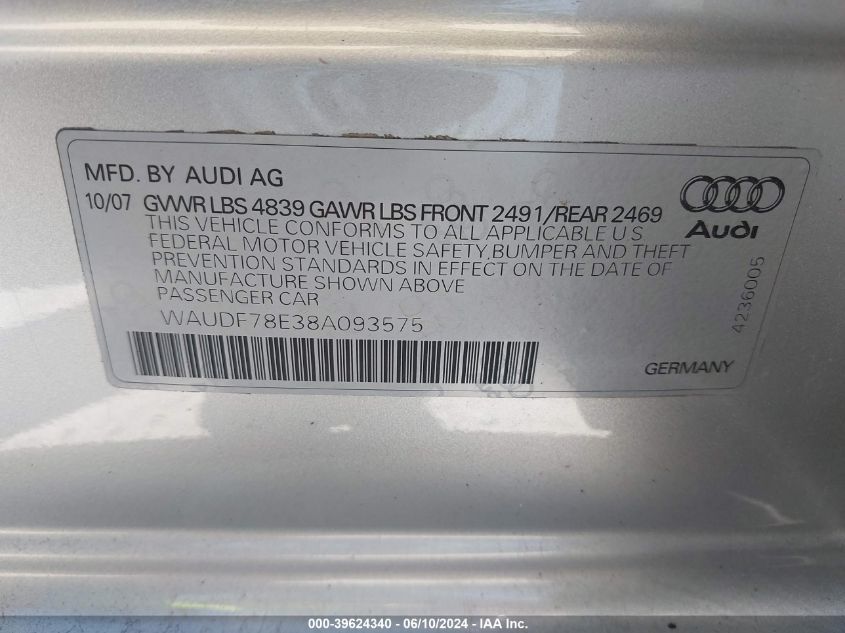 MFD. BY AUDI AG
10/07 GVWR LBS 4839 GAWR LBS FRONT 2491/REAR 2469
THIS VEHICLE CONFORMS TO ALL APPLICABLE U S
FEDERAL MOTOR VEHICLE SAFETY, BUMPER AND THEFT
PREVENTION STANDARDS IN EFFECT ON THE DATE OF
MANUFACTURE SHOWN ABOVE
PASSENGER CAR
WAUDF78E38A093575
Audi
4236005
GERMANY
000-39624340 - 06/10/2024 - IAA Inc.